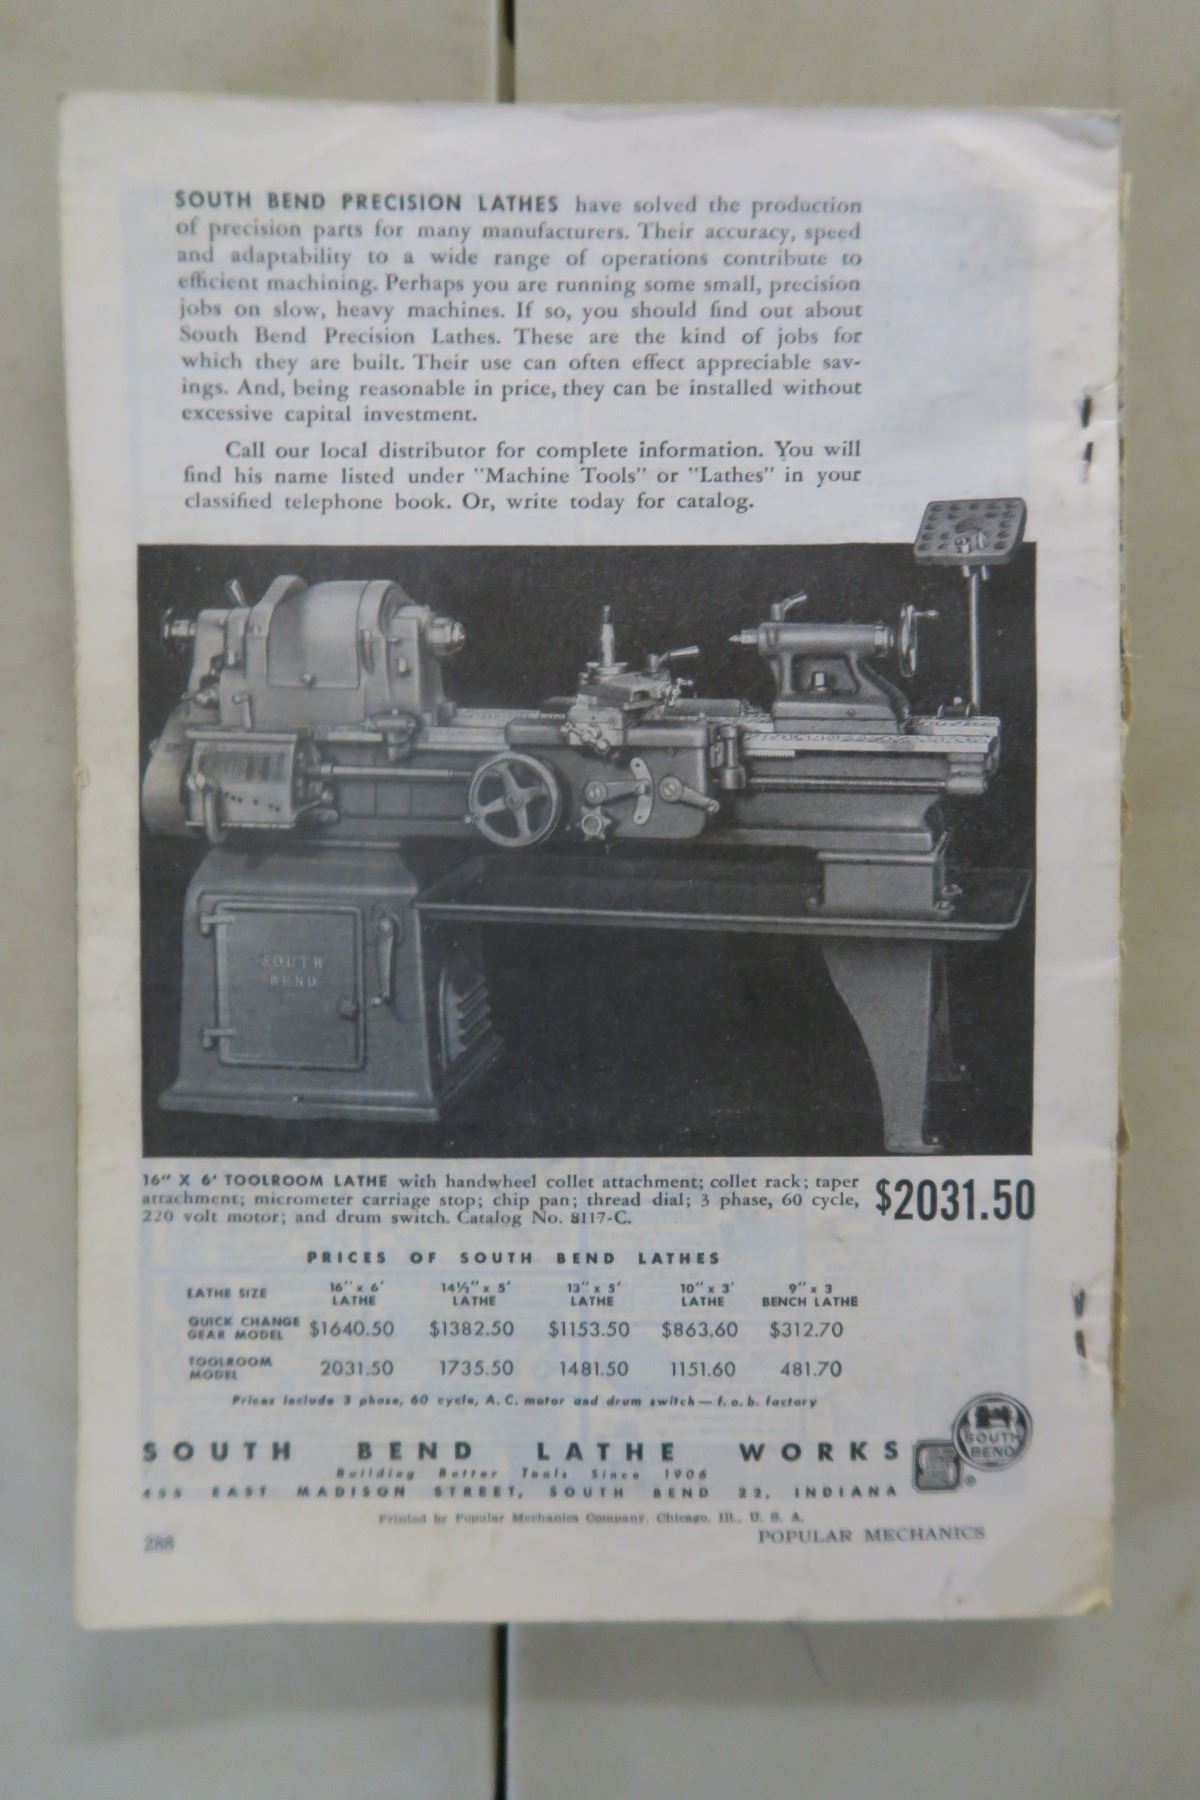 SOUTH BEND PRECISION LATHES have solved the production
of precision parts for many manufacturers. Their accuracy, speed
and adaptability to a wide range of operations contribute to
efficient machining. Perhaps you are running some small, precision
jobs on slow, heavy machines. If so, you should find out about
South Bend Precision Lathes. These are the kind of jobs for
which they are built. Their use can often effect appreciable sav-
ings. And, being reasonable in price, they can be installed without
excessive capital investment.
Call our local distributor for complete information. You will
find his name listed under "Machine Tools" or "Lathes" in your
classified telephone book. Or, write today for catalog.
SOUTH
BEND
16" X 6' TOOLROOM LATHE with handwheel collet attachment; collet rack; taper
attachment; micrometer carriage stop; chip pan; thread dial; 3 phase, 60 cycle,
220 volt motor; and drum switch. Catalog No. 8117-C.
$2031.50
PRICES OF SOUTH BEND LATHES
LATHE SIZE 16" x 6' LATHE 14½" x 5' LATHE 13" x 5' LATHE 10" x 3' LATHE 9" x 3 BENCH LATHE
QUICK CHANGE GEAR MODEL $1640.50 $1382.50 $1153.50 $863.60 $312.70
TOOLROOM MODEL 2031.50 1735.50 1481.50 1151.60 481.70
Prices include 3 phase, 60 cycle, A. C. motor and drum switch — f. o. b. factory
SOUTH BEND LATHE WORKS
Building Better Tools Since 1906
455 EAST MADISON STREET, SOUTH BEND 22, INDIANA
SOUTH
BEND
Printed by Popular Mechanics Company, Chicago, Ill., U. S. A.
288
POPULAR MECHANICS